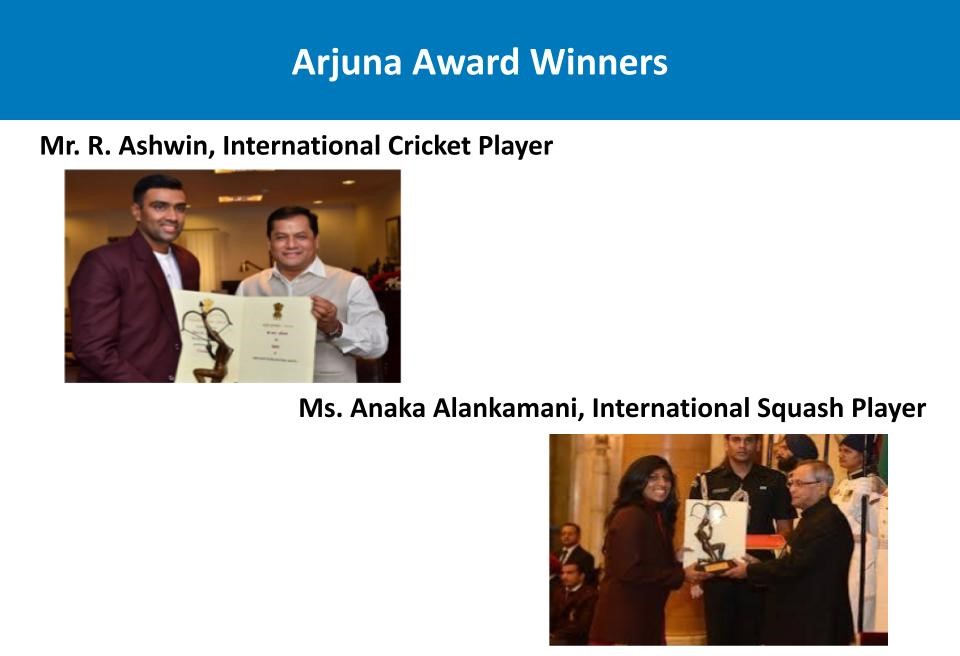 Arjuna Award Winners
Mr. R. Ashwin, International Cricket Player
Ms. Anaka Alankamani, International Squash Player